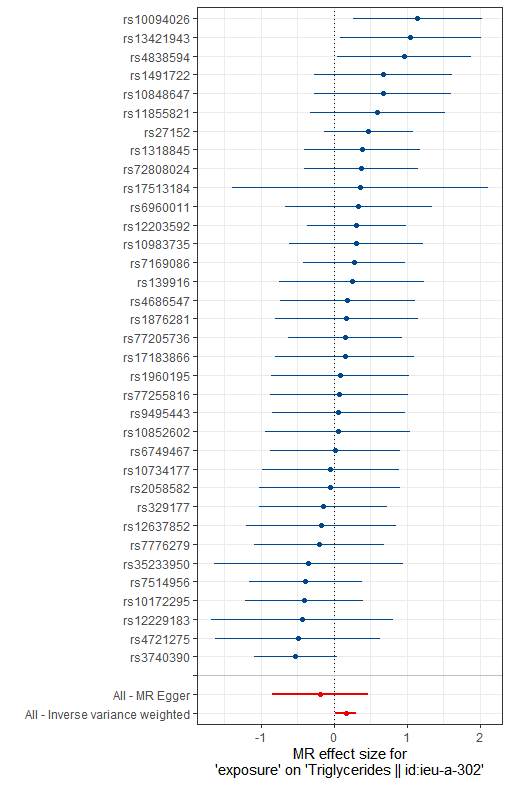 rs10094026
rs13421943
rs4838594
rs1491722
rs10848647
rs11855821
rs27152
rs1318845
rs72808024
rs17513184
rs6960011
rs12203592
rs10983735
rs7169086
rs139916
rs4686547
rs1876281
rs77205736
rs17183866
rs1960195
rs77255816
rs9495443
rs10852602
rs6749467
rs10734177
rs2058582
rs329177
rs12637852
rs7776279
rs35233950
rs7514956
rs10172295
rs12229183
rs4721275
rs3740390
All - MR Egger
All - Inverse variance weighted
-1 0 1 2
MR effect size for
'exposure' on 'Triglycerides || id:ieu-a-302'